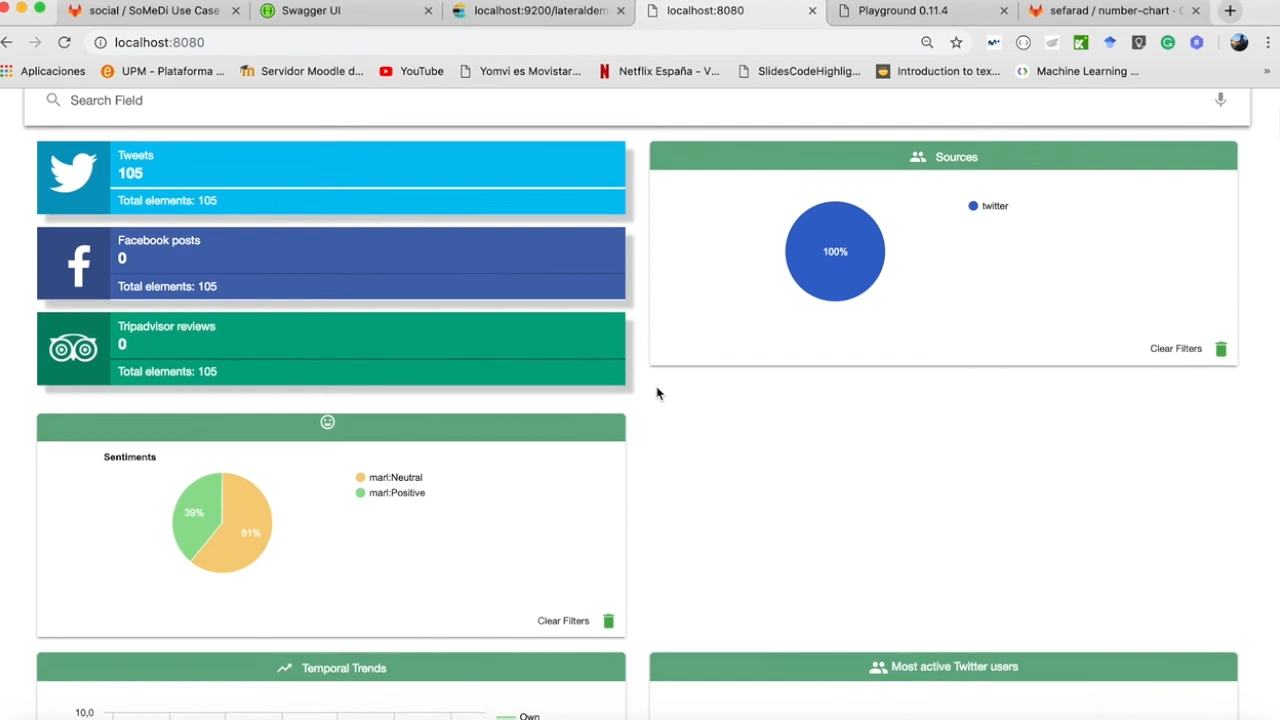 social / SoMeDi Use Case
Swagger UI
localhost:9200/lateraldem
localhost:8080
Playground 0.11.4
sefarad / number-chart ·
localhost:8080
Aplicaciones
UPM - Plataforma ...
Servidor Moodle d...
YouTube
Yomvi es Movistar...
Netflix España - V...
SlidesCodeHighlig...
Introduction to tex...
Machine Learning ...
»
Search Field
Tweets
105
Total elements: 105
Facebook posts
0
Total elements: 105
Tripadvisor reviews
0
Total elements: 105
Sources
twitter
100%
Clear Filters
Sentiments
marl:Neutral
marl:Positive
39%
61%
Clear Filters
Temporal Trends
10,0
Own
Most active Twitter users